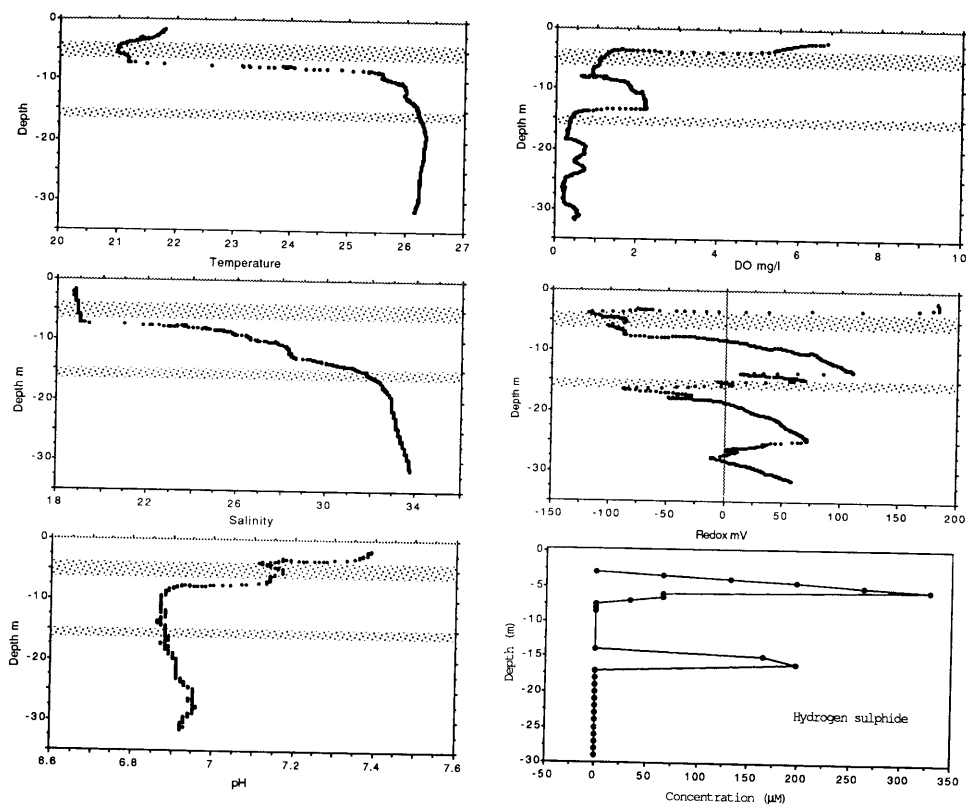 0
-10
-20
-30
Depth
20 21 22 23 24 25 26 27
Temperature
0
-10
-20
-30
Depth m
0 2 4 6 8 10
DO mg/l
0
-10
-20
-30
Depth m
18 22 26 30 34
Salinity
0
-10
-20
-30
Depth m
-150 -100 -50 0 50 100 150 200
Redox mV
0
-10
-20
-30
Depth m
6.6 6.8 7 7.2 7.4 7.6
pH
0
-5
-10
-15
-20
-25
-30
Depth (m)
Hydrogen sulphide
-50 0 50 100 150 200 250 300 350
Concentration (µM)